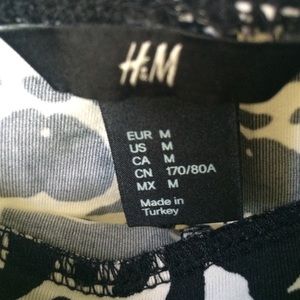 H&M
EUR M
US M
CA M
CN 170/80A
MX M
Made in
Turkey